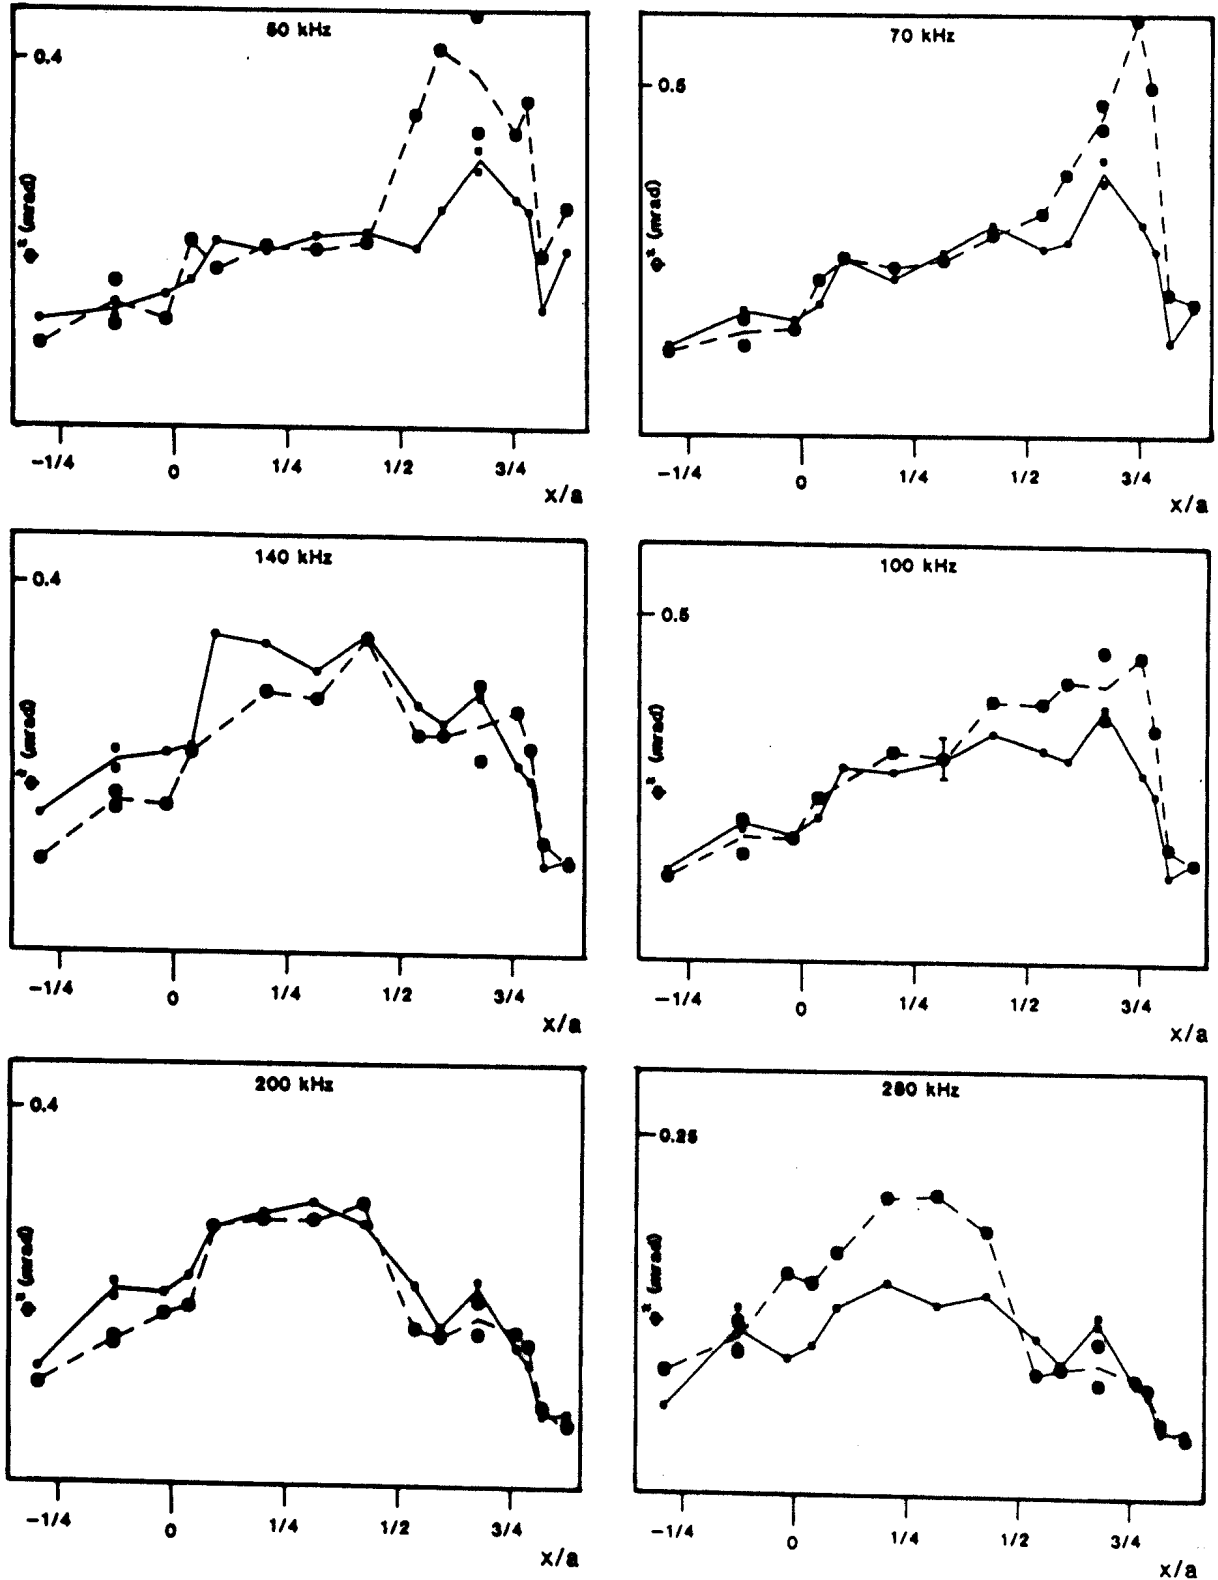 50 kHz
0.4
Φ² (mrad)
-1/4 0 1/4 1/2 3/4
x/a
70 kHz
0.5
Φ² (mrad)
-1/4 0 1/4 1/2 3/4
x/a
140 kHz
0.4
Φ² (mrad)
-1/4 0 1/4 1/2 3/4
x/a
100 kHz
0.5
Φ² (mrad)
-1/4 0 1/4 1/2 3/4
x/a
200 kHz
0.4
Φ² (mrad)
-1/4 0 1/4 1/2 3/4
x/a
280 kHz
0.25
Φ² (mrad)
-1/4 0 1/4 1/2 3/4
x/a